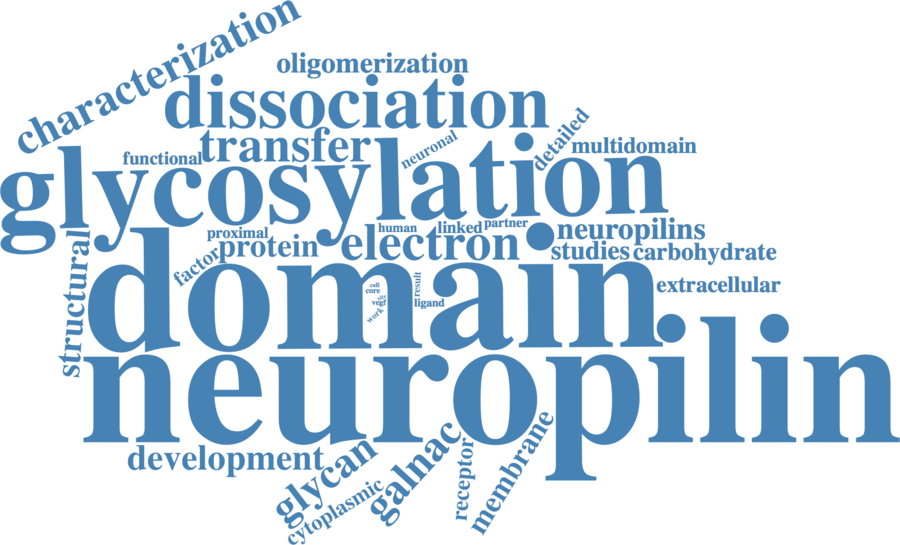 characterization
oligomerization
dissociation
transfer
functional
neuronal
detailed
multidomain
glycosylation
proximal
protein
human
linked
partner
electron
neuropilins
studies
carbohydrate
factor
structural
domain
cell
core
site
vegf
work
result
ligand
extracellular
neuropilin
development
glycan
cytoplasmic
galnac
receptor
membrane